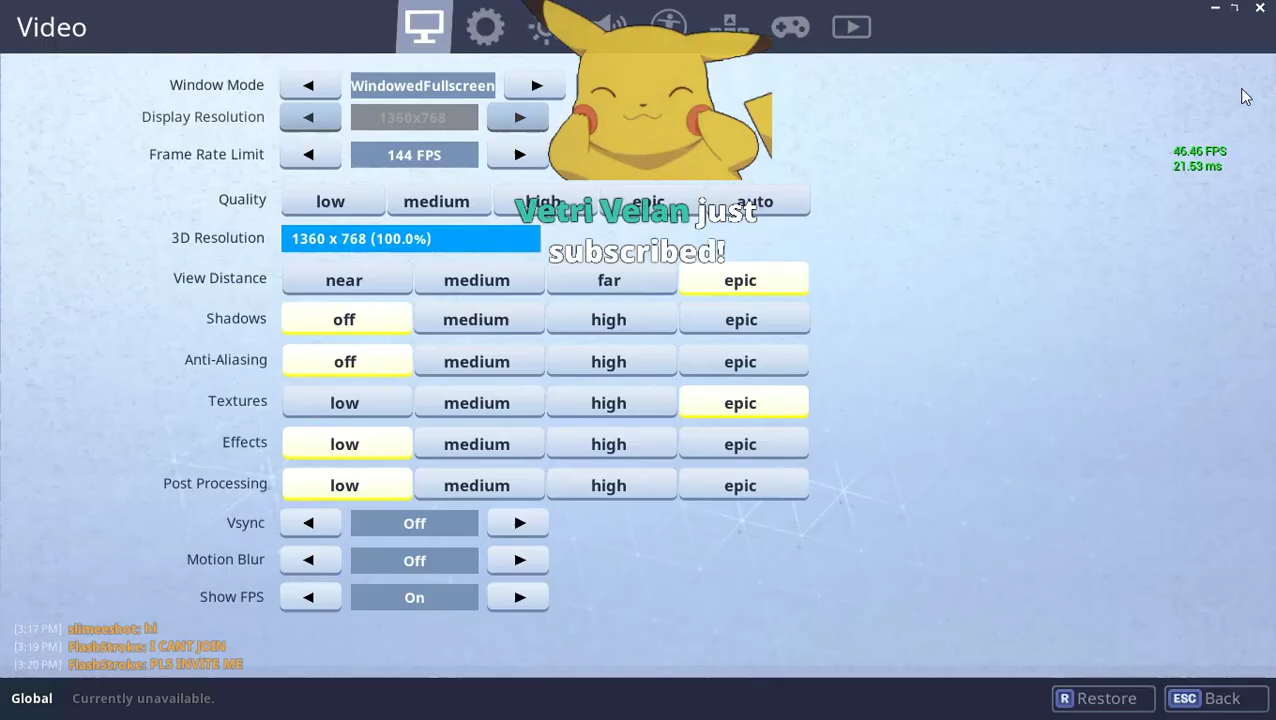 Video
Window Mode ◄ WindowedFullscreen ►
Display Resolution ◄ 1360x768 ►
Frame Rate Limit ◄ 144 FPS ►
46.46 FPS
21.53 ms
Quality low medium high epic auto
Vetri Velan just
subscribed!
3D Resolution 1360 x 768 (100.0%)
View Distance near medium far epic
Shadows off medium high epic
Anti-Aliasing off medium high epic
Textures low medium high epic
Effects low medium high epic
Post Processing low medium high epic
Vsync ◄ Off ►
Motion Blur ◄ Off ►
Show FPS ◄ On ►
[3:17 PM] slimeeshot: hi
[3:19 PM] FlashStroke: I CANT JOIN
[3:20 PM] FlashStroke: PLS INVITE ME
Global Currently unavailable.
R Restore ESC Back